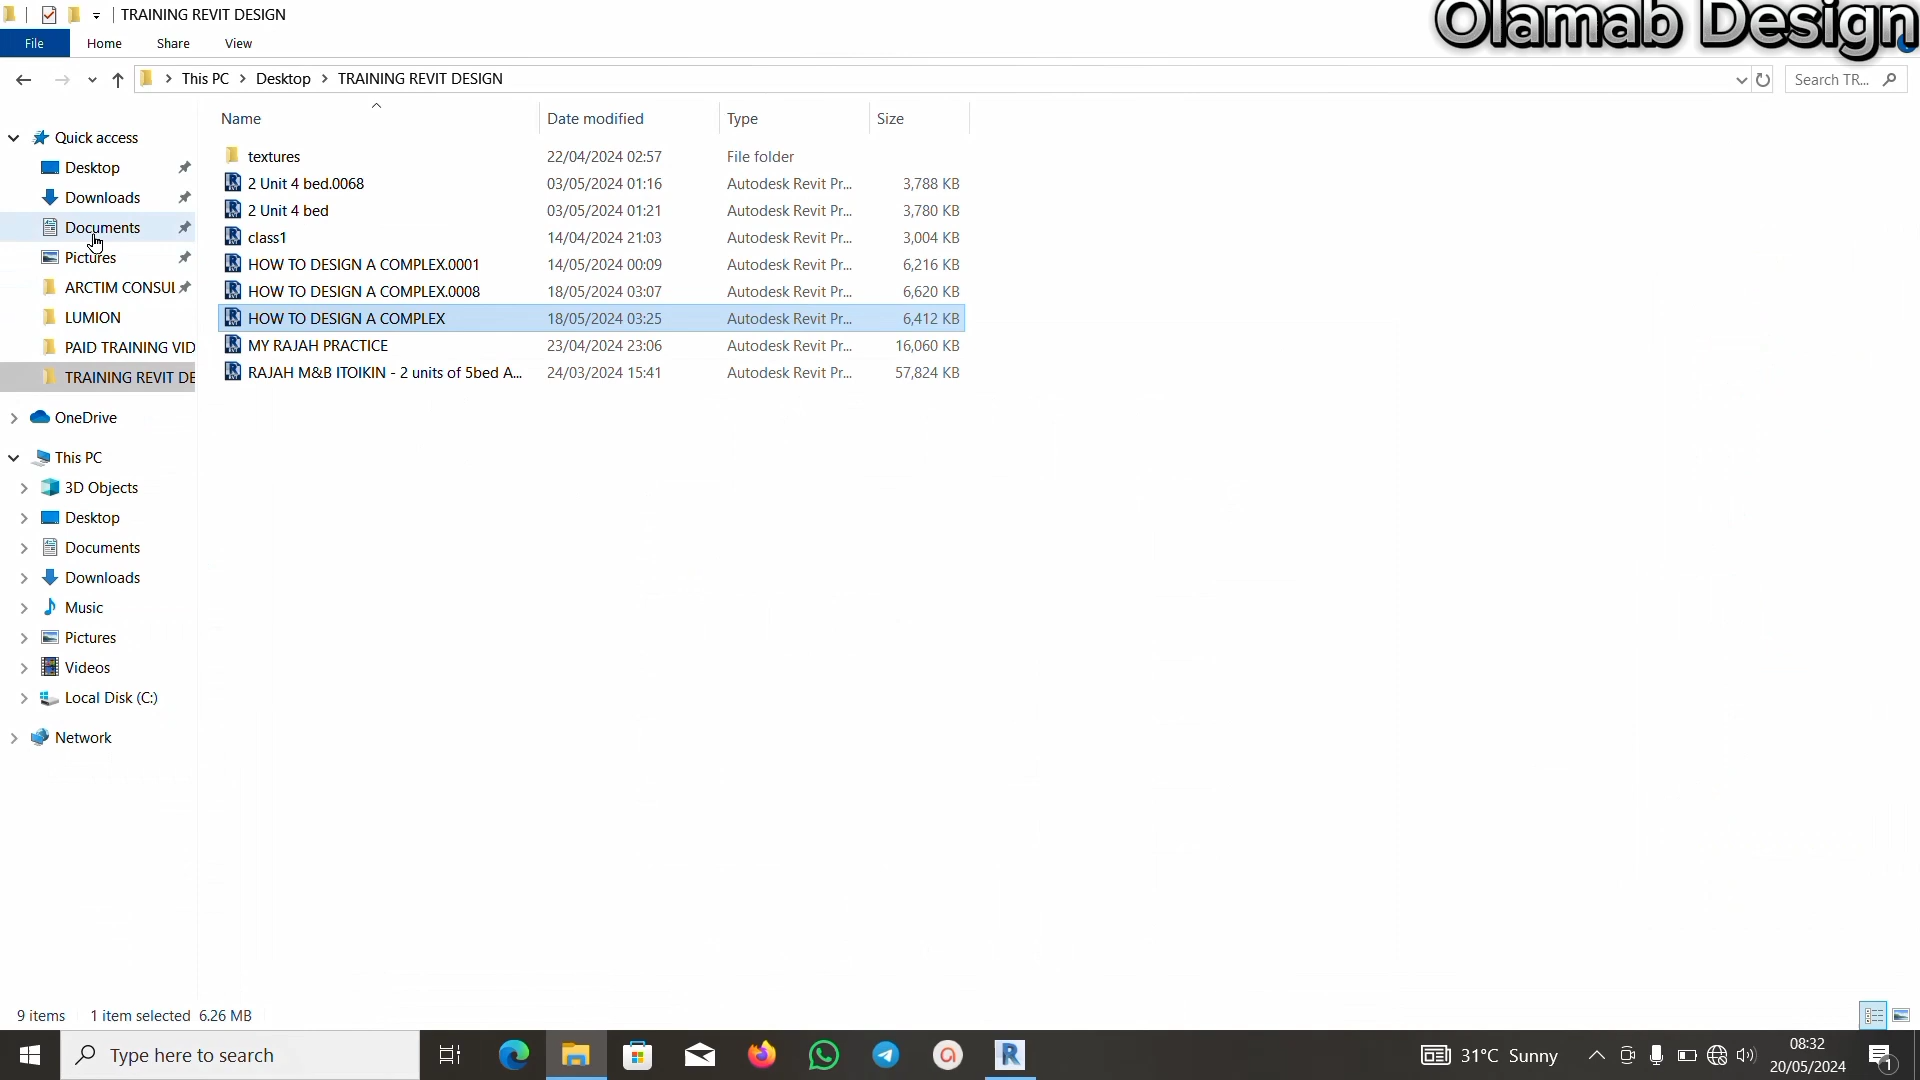 TRAINING REVIT DESIGN
Olamab Design
File Home Share View
This PC > Desktop > TRAINING REVIT DESIGN
Search TR...
Name Date modified Type Size
Quick access
Desktop
Downloads
Documents
Pictures
ARCTIM CONSUL
LUMION
PAID TRAINING VID
TRAINING REVIT DE
OneDrive
This PC
3D Objects
Desktop
Documents
Downloads
Music
Pictures
Videos
Local Disk (C:)
Network
textures 22/04/2024 02:57 File folder
2 Unit 4 bed.0068 03/05/2024 01:16 Autodesk Revit Pr... 3,788 KB
2 Unit 4 bed 03/05/2024 01:21 Autodesk Revit Pr... 3,780 KB
class1 14/04/2024 21:03 Autodesk Revit Pr... 3,004 KB
HOW TO DESIGN A COMPLEX.0001 14/05/2024 00:09 Autodesk Revit Pr... 6,216 KB
HOW TO DESIGN A COMPLEX.0008 18/05/2024 03:07 Autodesk Revit Pr... 6,620 KB
HOW TO DESIGN A COMPLEX 18/05/2024 03:25 Autodesk Revit Pr... 6,412 KB
MY RAJAH PRACTICE 23/04/2024 23:06 Autodesk Revit Pr... 16,060 KB
RAJAH M&B ITOIKIN - 2 units of 5bed A... 24/03/2024 15:41 Autodesk Revit Pr... 57,824 KB
9 items 1 item selected 6.26 MB
Type here to search
31°C Sunny
08:32
20/05/2024
1